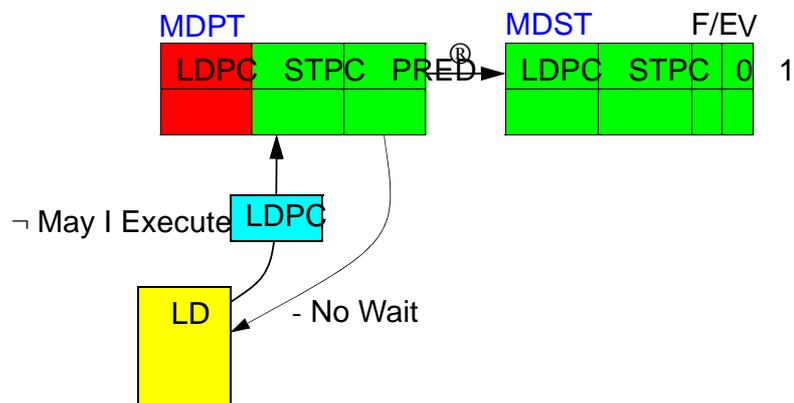 MDPT MDST F/EV
®
LDPC STPC PRED LDPC STPC 0 1
¬ May I Execute LDPC
LD - No Wait